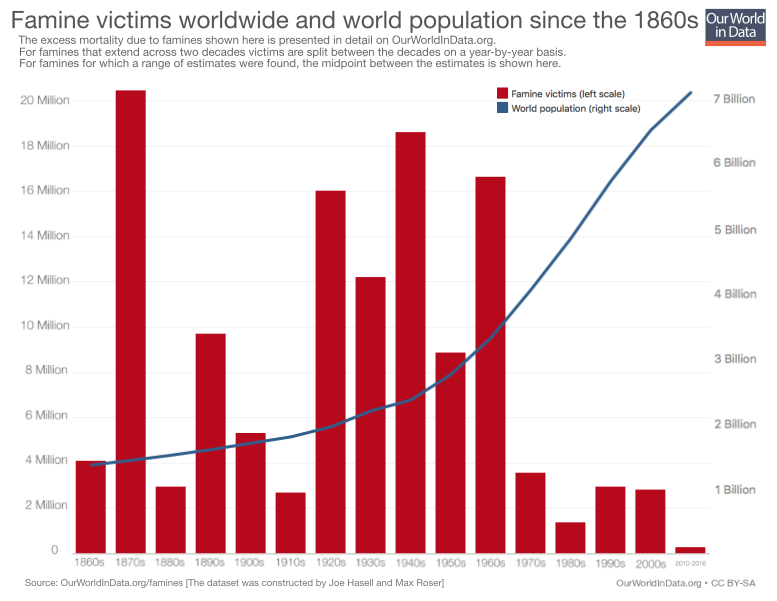 Famine victims worldwide and world population since the 1860s
Our World
in Data
The excess mortality due to famines shown here is presented in detail on OurWorldInData.org.
For famines that extend across two decades victims are split between the decades on a year-by-year basis.
For famines for which a range of estimates were found, the midpoint between the estimates is shown here.
Famine victims (left scale)
World population (right scale)
20 Million
18 Million
16 Million
14 Million
12 Million
10 Million
8 Million
6 Million
4 Million
2 Million
0
7 Billion
6 Billion
5 Billion
4 Billion
3 Billion
2 Billion
1 Billion
1860s 1870s 1880s 1890s 1900s 1910s 1920s 1930s 1940s 1950s 1960s 1970s 1980s 1990s 2000s 2010-2016
Source: OurWorldInData.org/famines [The dataset was constructed by Joe Hasell and Max Roser]
OurWorldInData.org • CC BY-SA